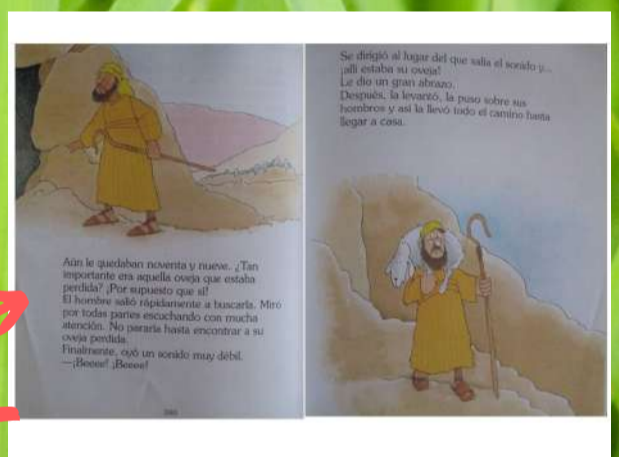 Aún le quedaban noventa y nueve. ¿Tan
importante era aquella oveja que estaba
perdida? ¡Por supuesto que sí!
El hombre salió rápidamente a buscarla. Miró
por todas partes escuchando con mucha
atención. No pararía hasta encontrar a su
oveja perdida.
Finalmente, oyó un sonido muy débil.
—¡Beeee! ¡Beeee!
Se dirigió al lugar del que salía el sonido y...
¡allí estaba su oveja!
Le dio un gran abrazo.
Después, la levantó, la puso sobre sus
hombros y así la llevó todo el camino hasta
llegar a casa.